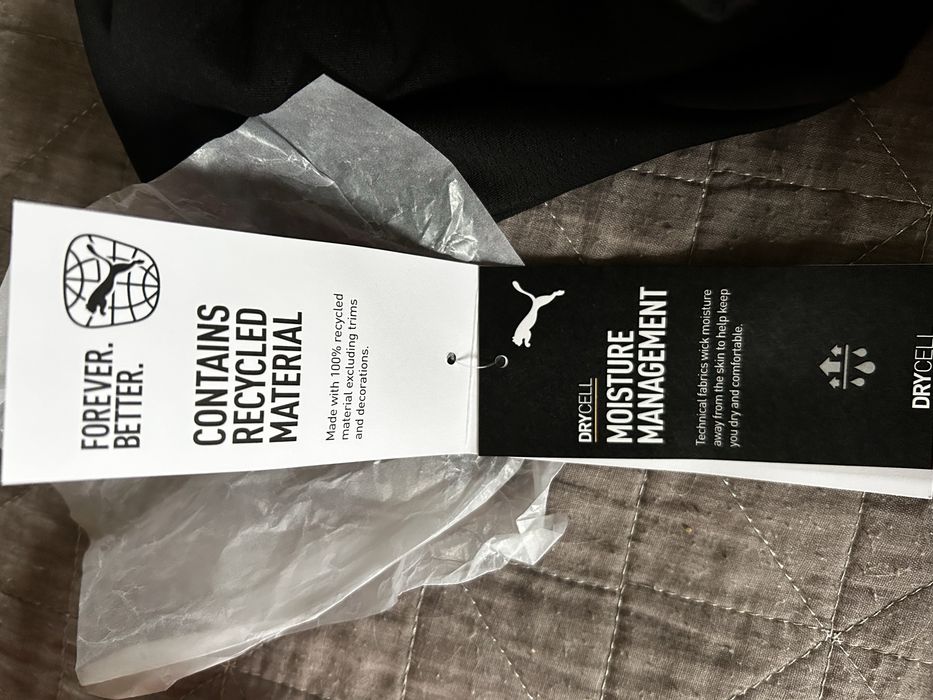 FOREVER.
BETTER.
CONTAINS
RECYCLED
MATERIAL
Made with 100% recycled
material excluding trims
and decorations.
DRYCELL
MOISTURE
MANAGEMENT
Technical fabrics wick moisture
away from the skin to help keep
you dry and comfortable.
DRYCELL